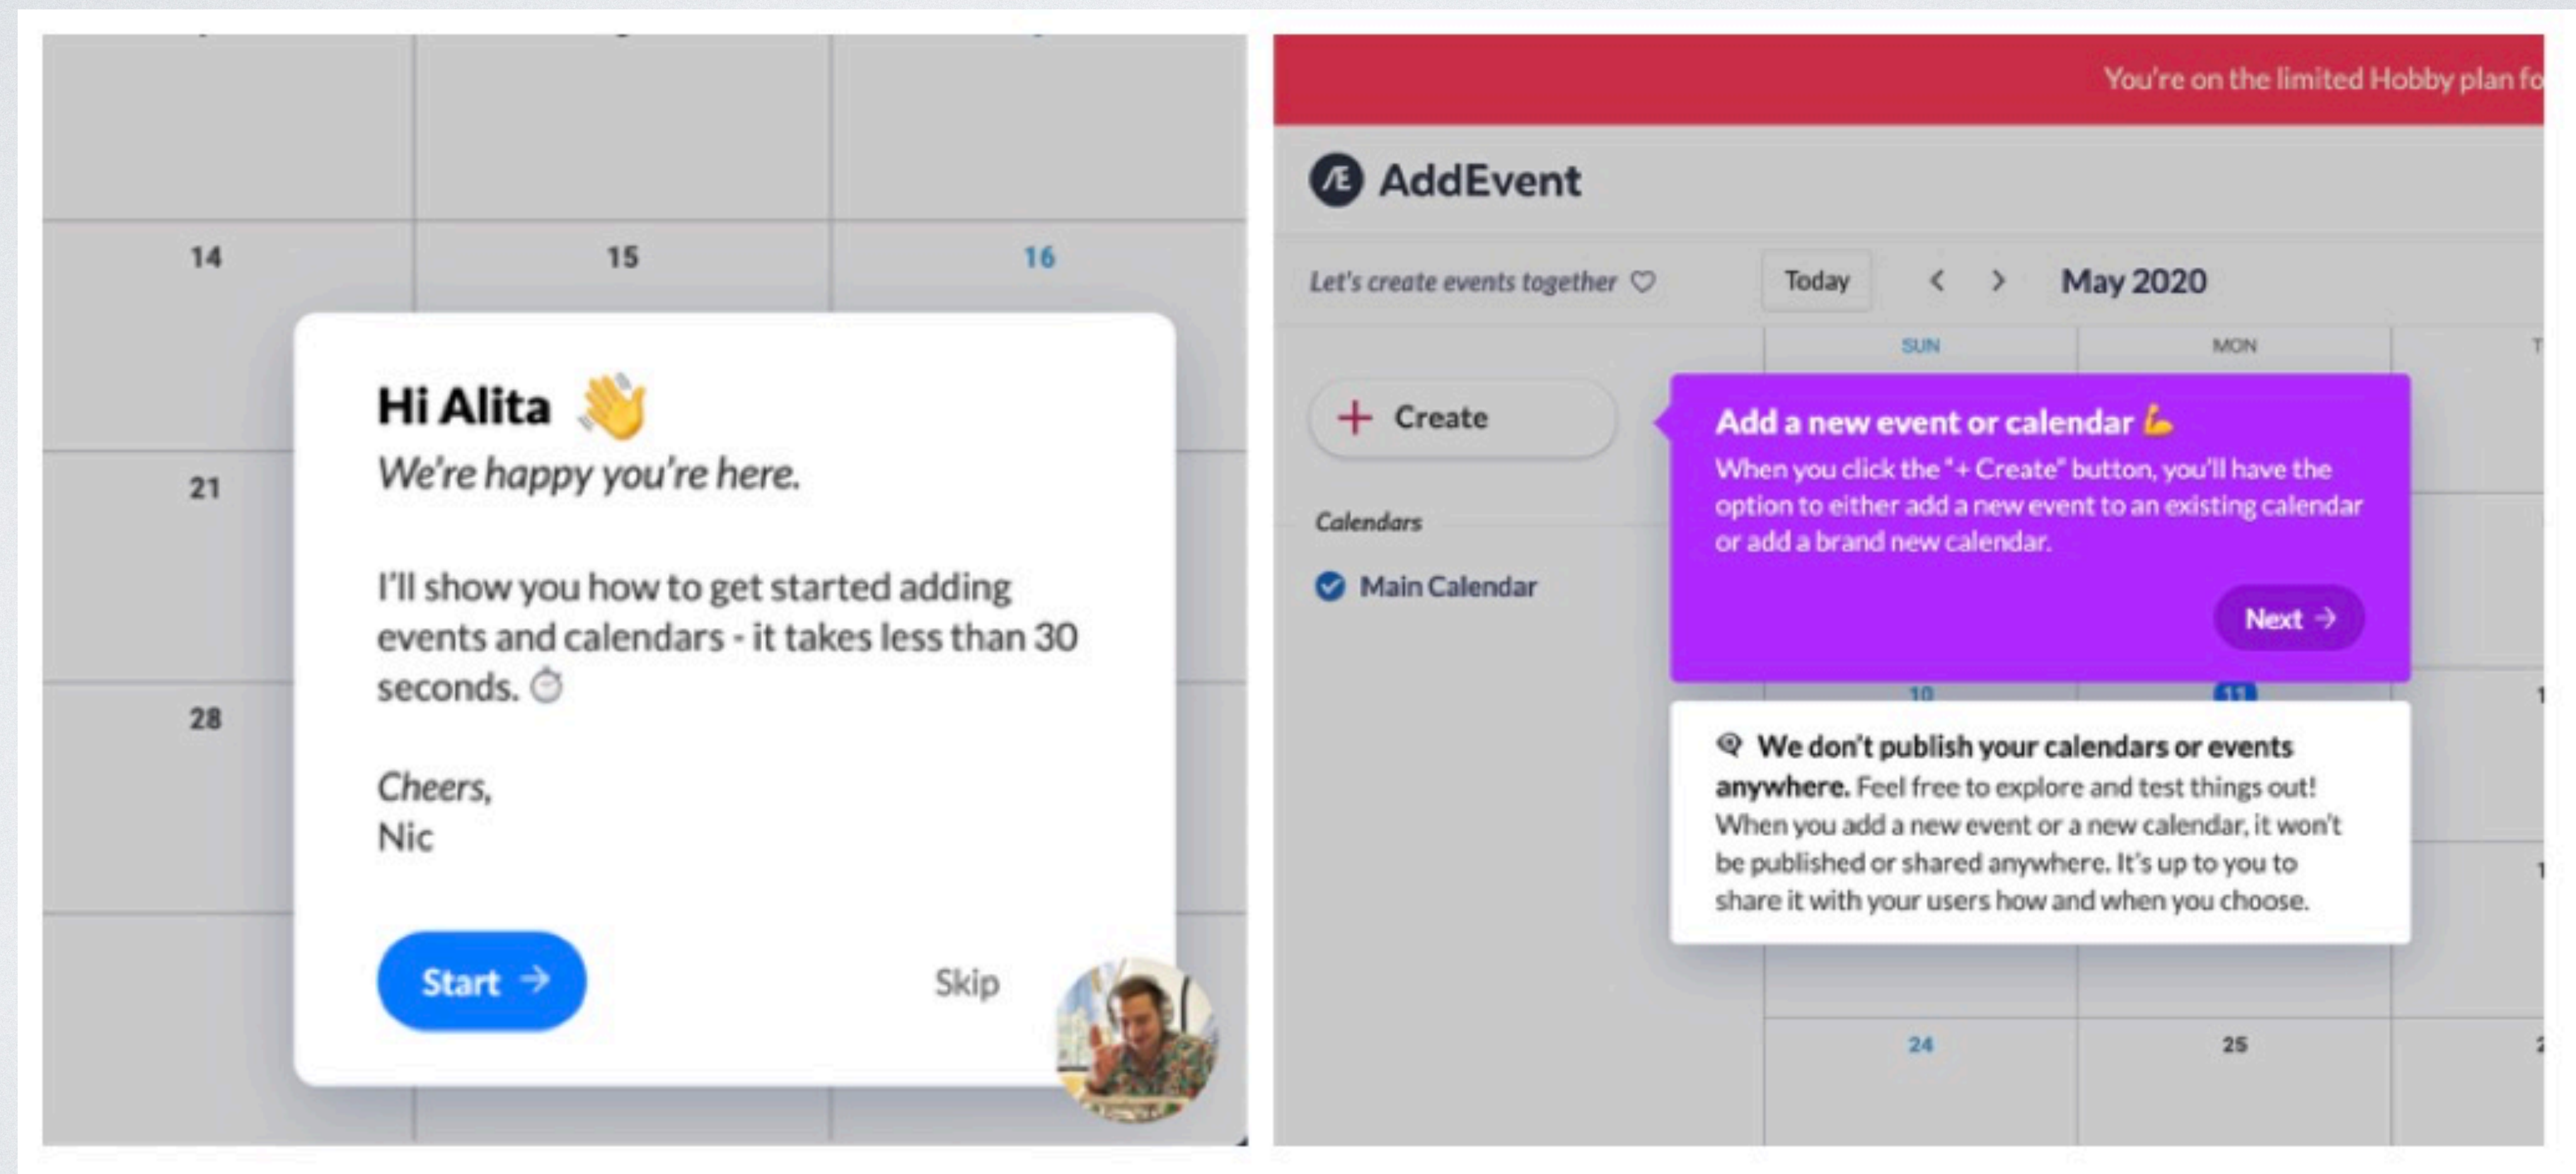 14 15 16
21
28
Hi Alita 👋
We're happy you're here.
I'll show you how to get started adding
events and calendars - it takes less than 30
seconds. ⏱
Cheers,
Nic
Start →
Skip
You're on the limited Hobby plan fo
Æ AddEvent
Let's create events together ♡
Today < > May 2020
SUN MON T
+ Create
Calendars
Main Calendar
Add a new event or calendar 💪
When you click the "+ Create" button, you'll have the
option to either add a new event to an existing calendar
or add a brand new calendar.
Next →
10 11
We don't publish your calendars or events
anywhere. Feel free to explore and test things out!
When you add a new event or a new calendar, it won't
be published or shared anywhere. It's up to you to
share it with your users how and when you choose.
24 25